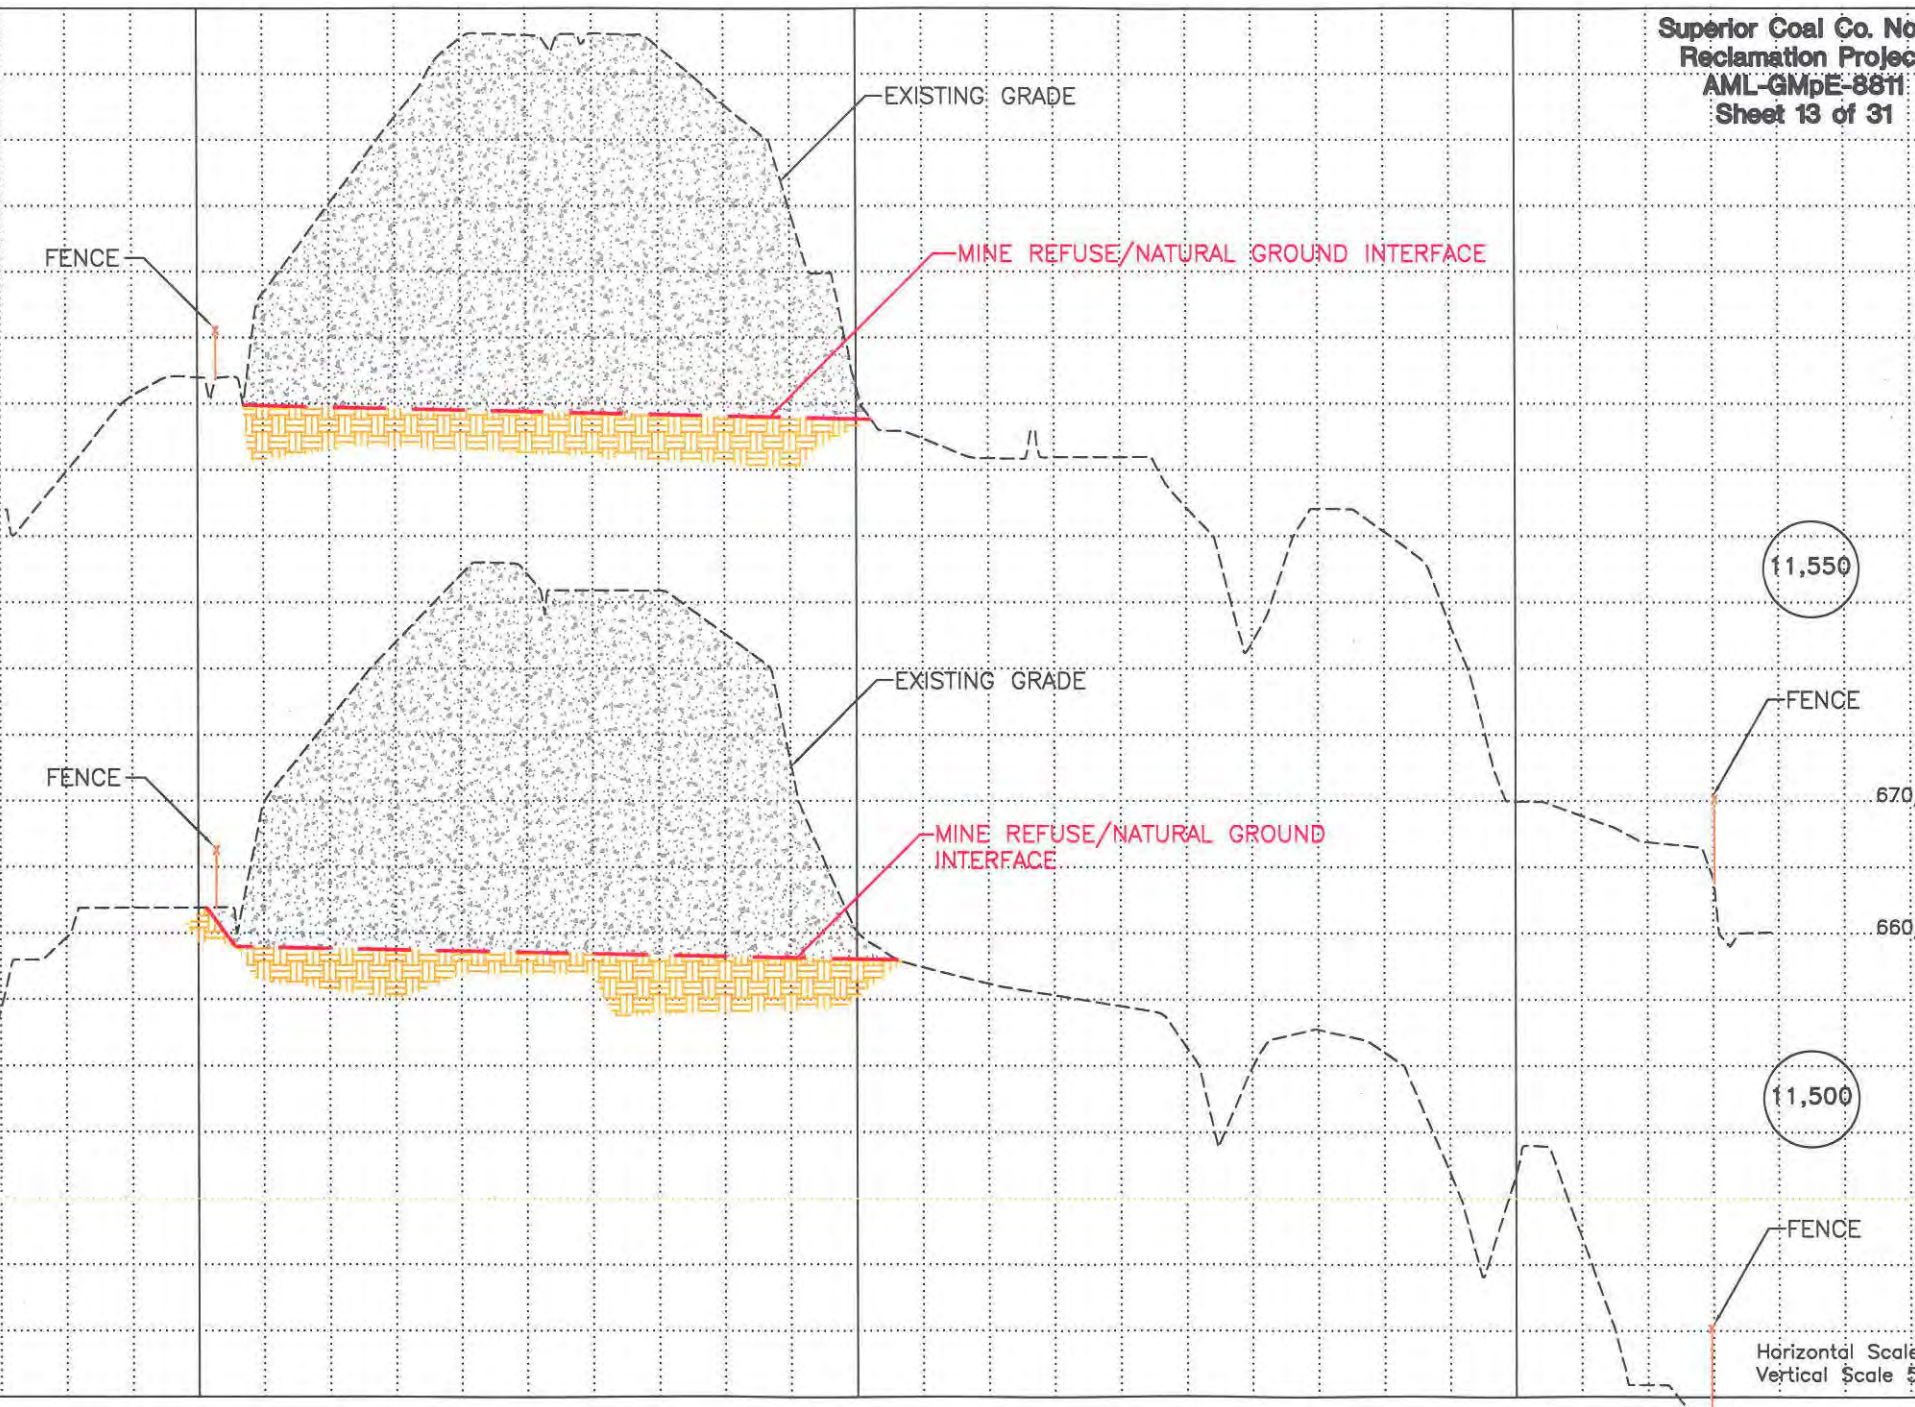 Superior Coal Co. No
Reclamation Projec
AML-GMpE-8811
Sheet 13 of 31
EXISTING GRADE
FENCE
MINE REFUSE/NATURAL GROUND INTERFACE
11,550
EXISTING GRADE
FENCE
FENCE
670
MINE REFUSE/NATURAL GROUND
INTERFACE
660
11,500
FENCE
Horizontal Scale
Vertical Scale 5